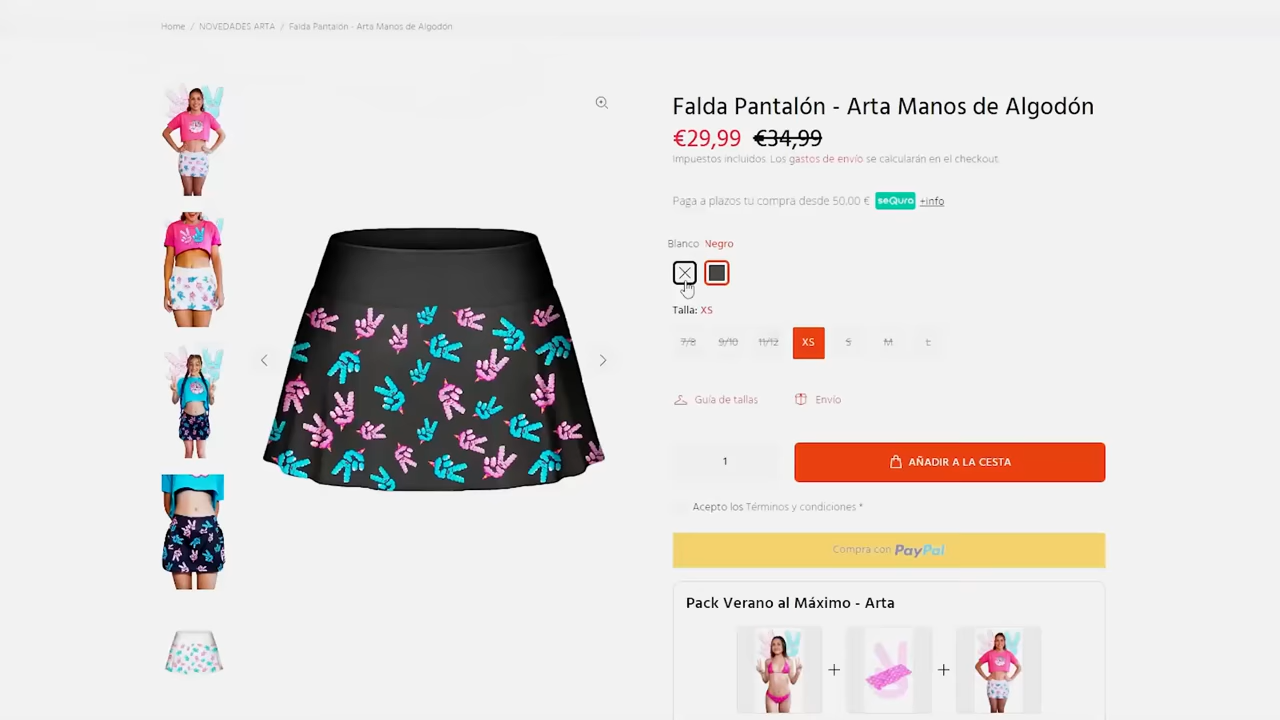 Home / NOVEDADES ARTA / Falda Pantalón - Arta Manos de Algodón
Falda Pantalón - Arta Manos de Algodón
€29,99 €34,99
Impuestos incluidos. Los gastos de envío se calcularán en el checkout.
Paga a plazos tu compra desde 50.00 € seQura +info
Blanco Negro
Talla: XS
7/8 9/10 11/12 XS S M L
Guía de tallas Envío
1 AÑADIR A LA CESTA
Acepto los Términos y condiciones *
Compra con PayPal
Pack Verano al Máximo - Arta
+ +